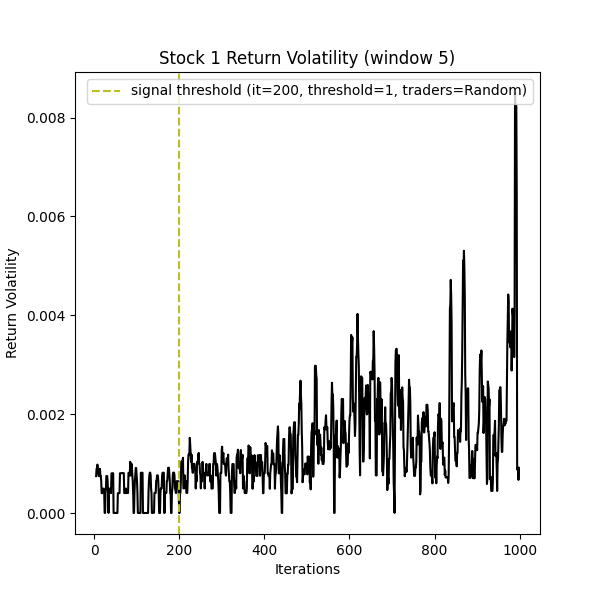 Stock 1 Return Volatility (window 5)
signal threshold (it=200, threshold=1, traders=Random)
0.008
0.006
0.004
0.002
0.000
Return Volatility
0 200 400 600 800 1000
Iterations